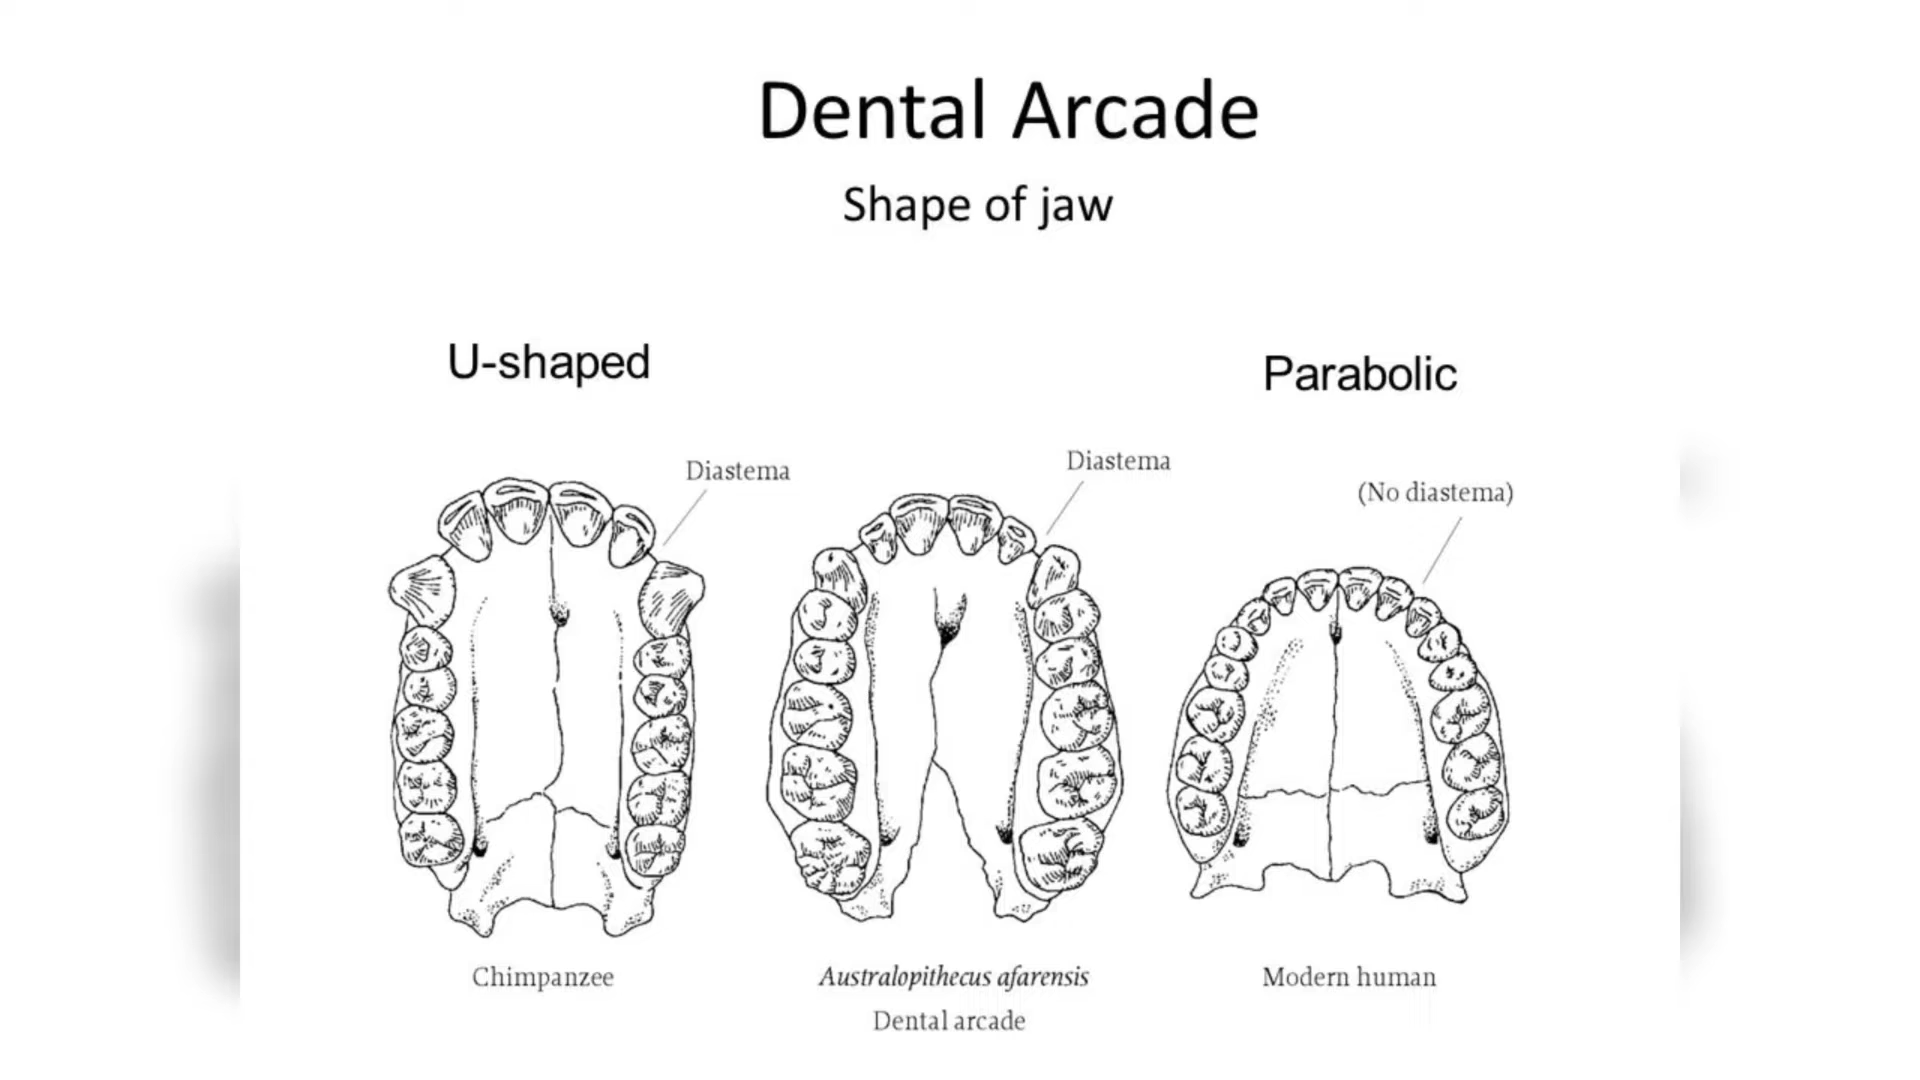 Dental Arcade
Shape of jaw
U-shaped
Parabolic
Diastema
Diastema
(No diastema)
Chimpanzee
Australopithecus afarensis
Modern human
Dental arcade